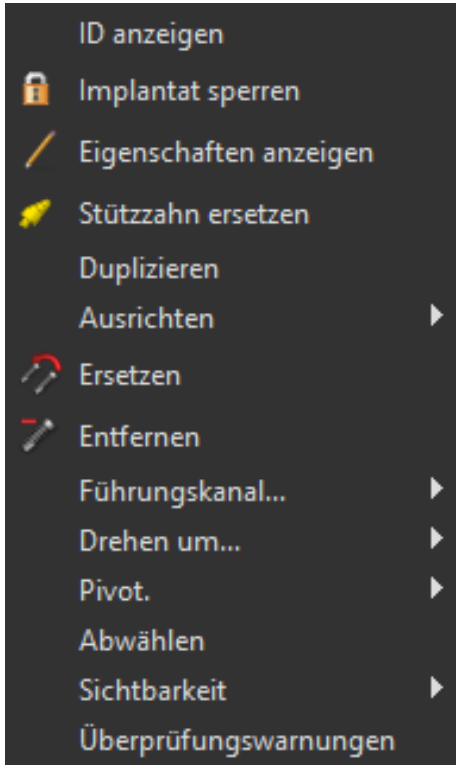 ID anzeigen
Implantat sperren
Eigenschaften anzeigen
Stützzahn ersetzen
Duplizieren
Ausrichten
Ersetzen
Entfernen
Führungskanal...
Drehen um...
Pivot.
Abwählen
Sichtbarkeit
Überprüfungswarnungen